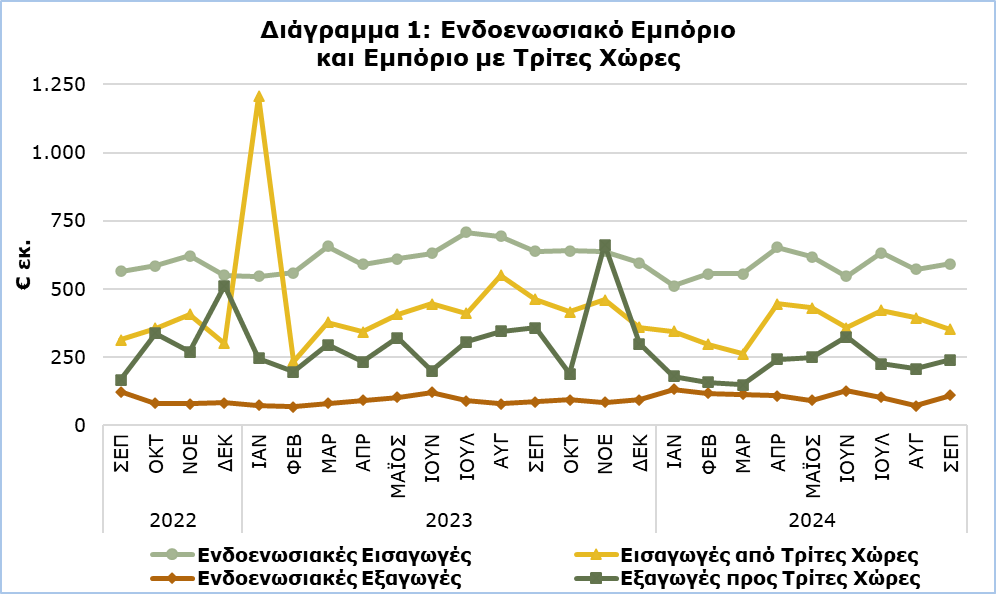 Διάγραμμα 1: Ενδοενωσιακό Εμπόριο
και Εμπόριο με Τρίτες Χώρες
1.250
1.000
750
500
250
0
€ εκ.
ΣΕΠ
ΟΚΤ
ΝΟΕ
ΔΕΚ
ΙΑΝ
ΦΕΒ
ΜΑΡ
ΑΠΡ
ΜΑΪΟΣ
ΙΟΥΝ
ΙΟΥΛ
ΑΥΓ
ΣΕΠ
ΟΚΤ
ΝΟΕ
ΔΕΚ
ΙΑΝ
ΦΕΒ
ΜΑΡ
ΑΠΡ
ΜΑΪΟΣ
ΙΟΥΝ
ΙΟΥΛ
ΑΥΓ
ΣΕΠ
2022 2023 2024
Ενδοενωσιακές Εισαγωγές Εισαγωγές από Τρίτες Χώρες
Ενδοενωσιακές Εξαγωγές Εξαγωγές προς Τρίτες Χώρες